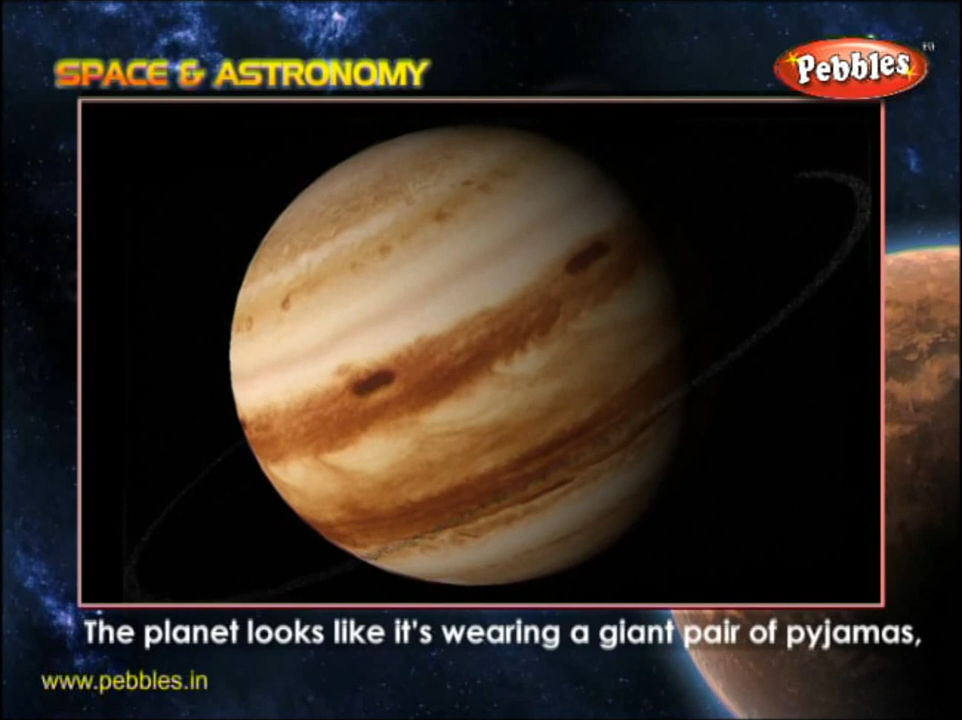 SPACE & ASTRONOMY
Pebbles
The planet looks like it's wearing a giant pair of pyjamas,
www.pebbles.in